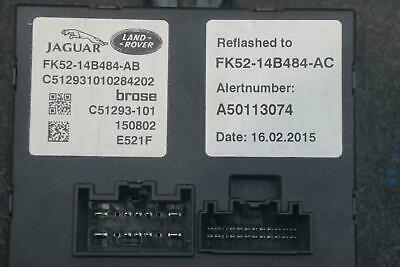 JAGUAR
LAND-
ROVER
FK52-14B484-AB
C512931010284202
brose
C51293-101
150802
E521F
Reflashed to
FK52-14B484-AC
Alertnumber:
A50113074
Date: 16.02.2015